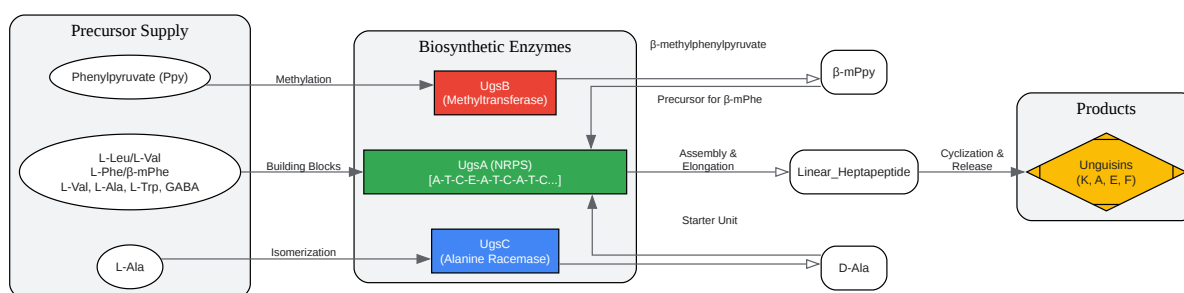 Precursor Supply
Phenylpyruvate (Ppy)
L-Leu/L-Val
L-Phe/β-mPhe
L-Val, L-Ala, L-Trp, GABA
L-Ala
Methylation
Building Blocks
Isomerization
Biosynthetic Enzymes
UgsB
(Methyltransferase)
UgsA (NRPS)
[A-T-C-E-A-T-C-A-T-C...]
UgsC
(Alanine Racemase)
β-methylphenylpyruvate
Precursor for β-mPhe
Assembly &
Elongation
Starter Unit
β-mPpy
Linear_Heptapeptide
D-Ala
Cyclization &
Release
Products
Unguisins
(K, A, E, F)